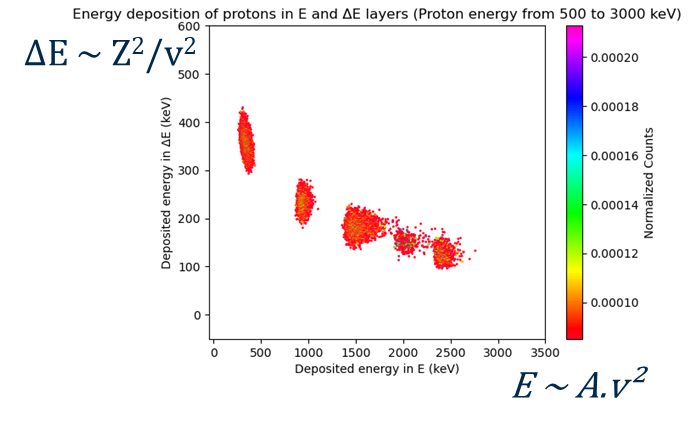 Energy deposition of protons in E and ΔE layers (Proton energy from 500 to 3000 keV)
ΔE ~ Z²/v²
600
500
400
300
200
100
0
Deposited energy in ΔE (keV)
0 500 1000 1500 2000 2500 3000 3500
Deposited energy in E (keV)
0.00020
0.00018
0.00016
0.00014
0.00012
0.00010
Normalized Counts
E ~ A.v²